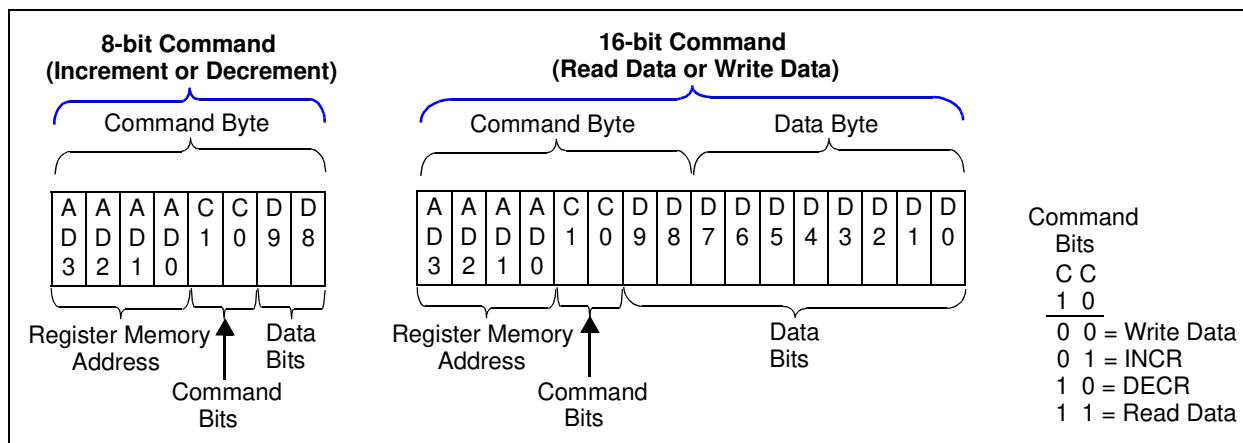 8-bit Command
(Increment or Decrement)
Command Byte
A A A A C C D D
D D D D 1 0 9 8
3 2 1 0
Register Memory
Address
Data
Bits
Command
Bits
16-bit Command
(Read Data or Write Data)
Command Byte
Data Byte
A A A A C C D D D D D D D D D D
D D D D 1 0 9 8 7 6 5 4 3 2 1 0
3 2 1 0
Register Memory
Address
Data
Bits
Command
Bits
Command
Bits
C C
1 0
0 0 = Write Data
0 1 = INCR
1 0 = DECR
1 1 = Read Data